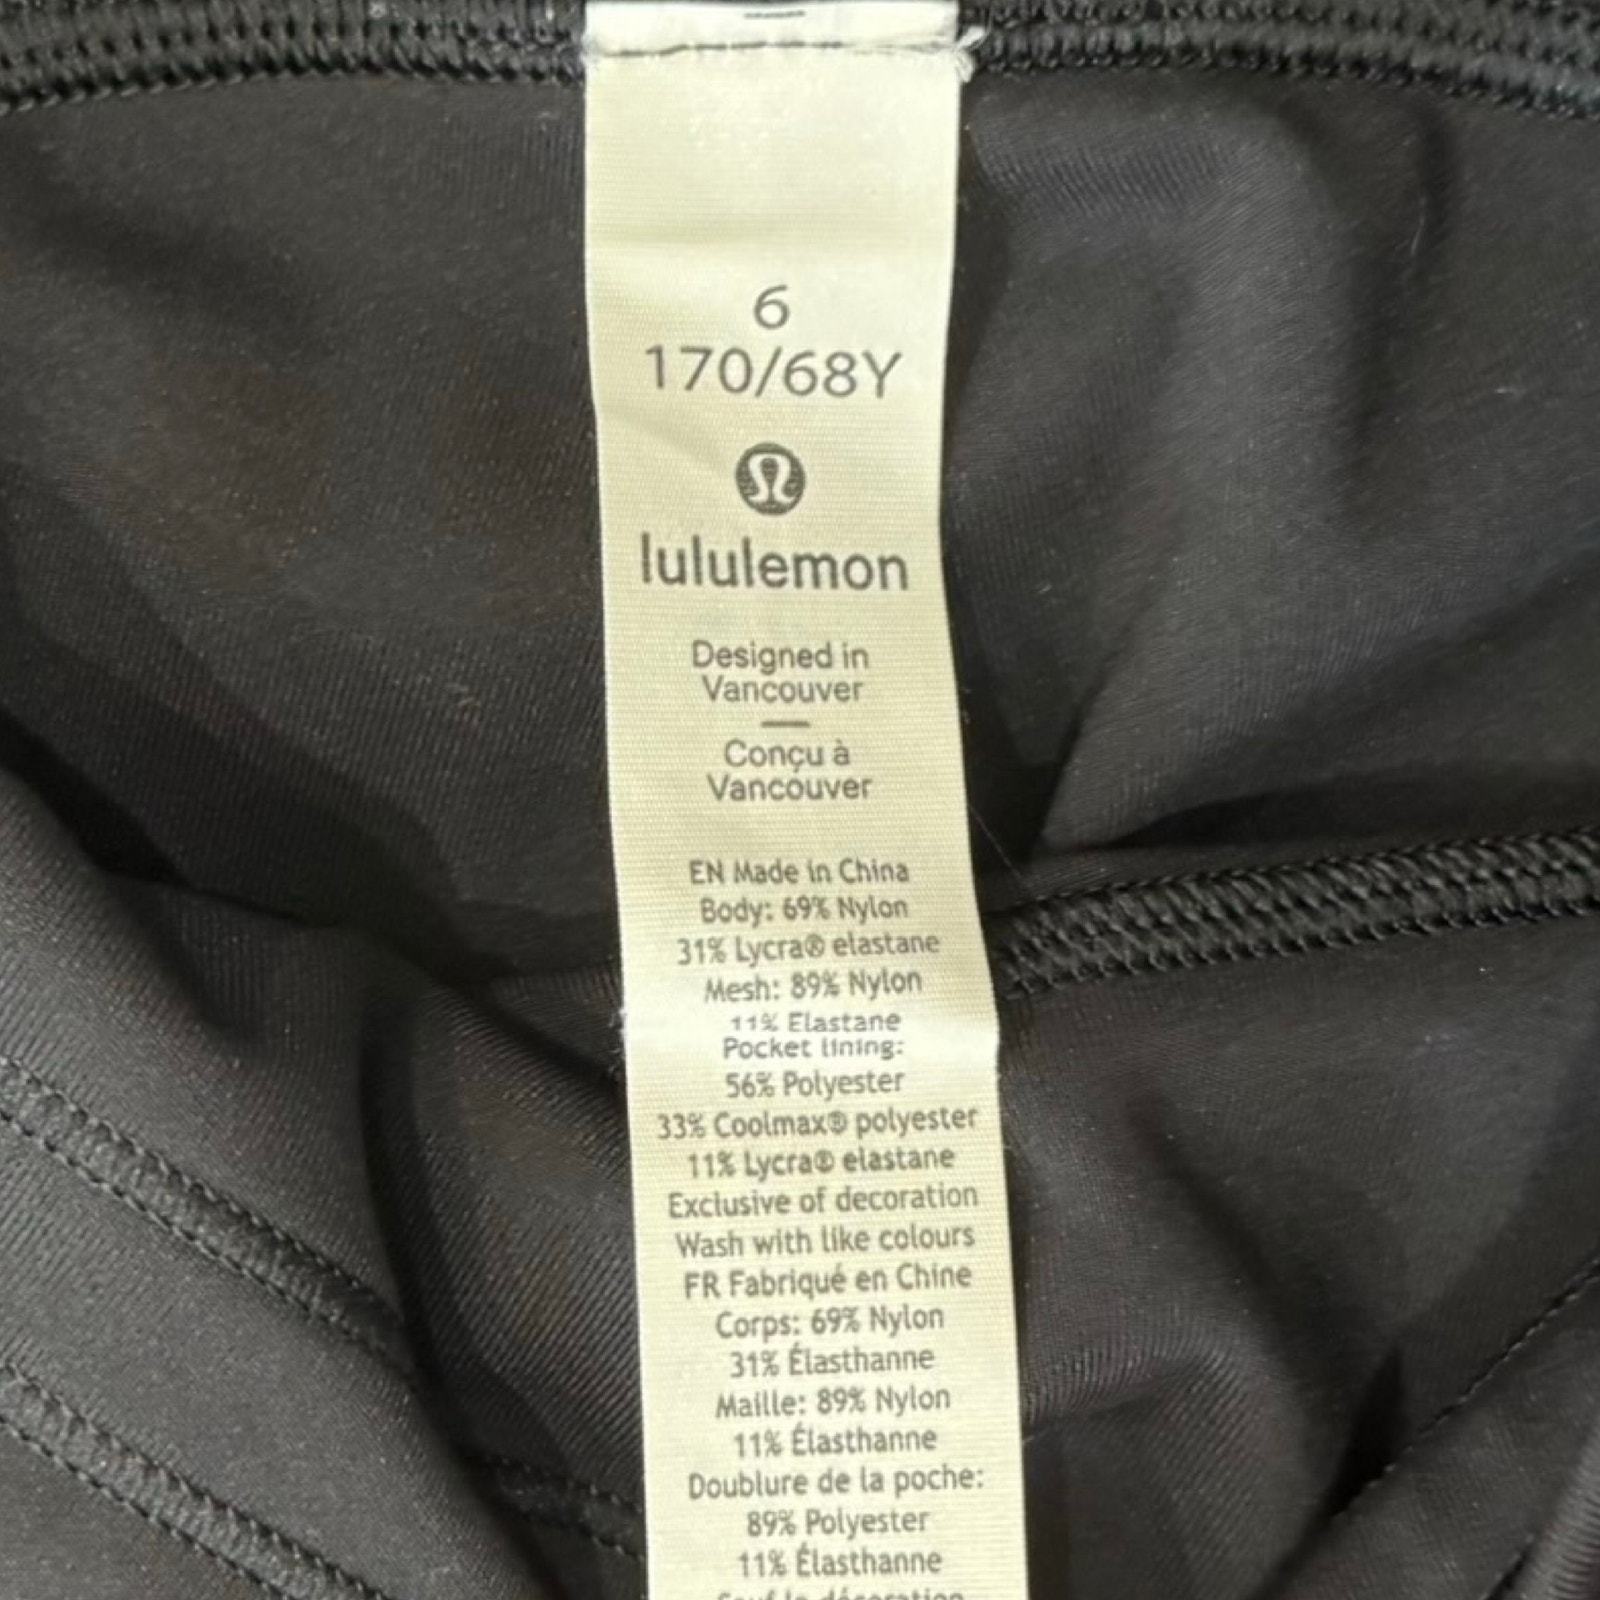 6
170/68Y
lululemon
Designed in
Vancouver
Conçu à
Vancouver
EN Made in China
Body: 69% Nylon
31% Lycra® elastane
Mesh: 89% Nylon
11% Elastane
Pocket lining:
56% Polyester
33% Coolmax® polyester
11% Lycra® elastane
Exclusive of decoration
Wash with like colours
FR Fabriqué en Chine
Corps: 69% Nylon
31% Élasthanne
Maille: 89% Nylon
11% Élasthanne
Doublure de la poche:
89% Polyester
11% Élasthanne
Sauf la décoration